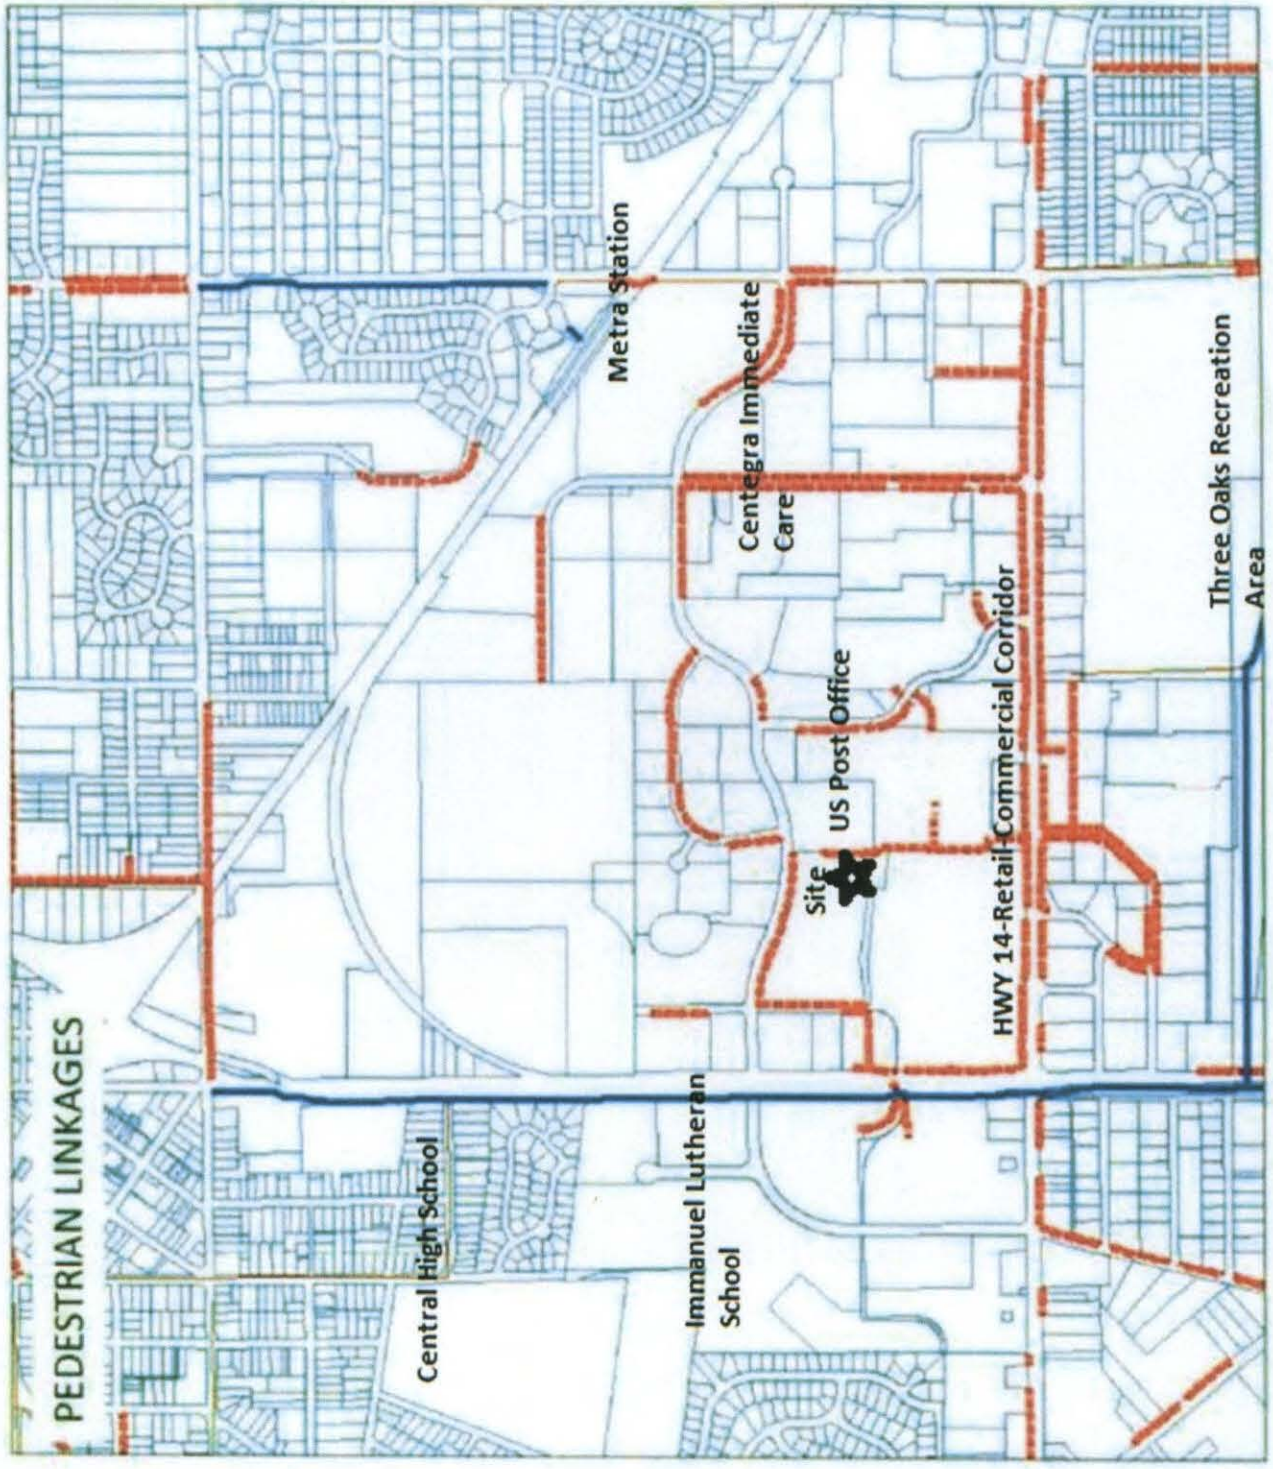 PEDESTRIAN LINKAGES
Central High School
Metra Station
Immanuel Lutheran
School
Centegra Immediate
Care
Site
US Post Office
HWY 14-Retail-Commercial Corridor
Three Oaks Recreation
Area